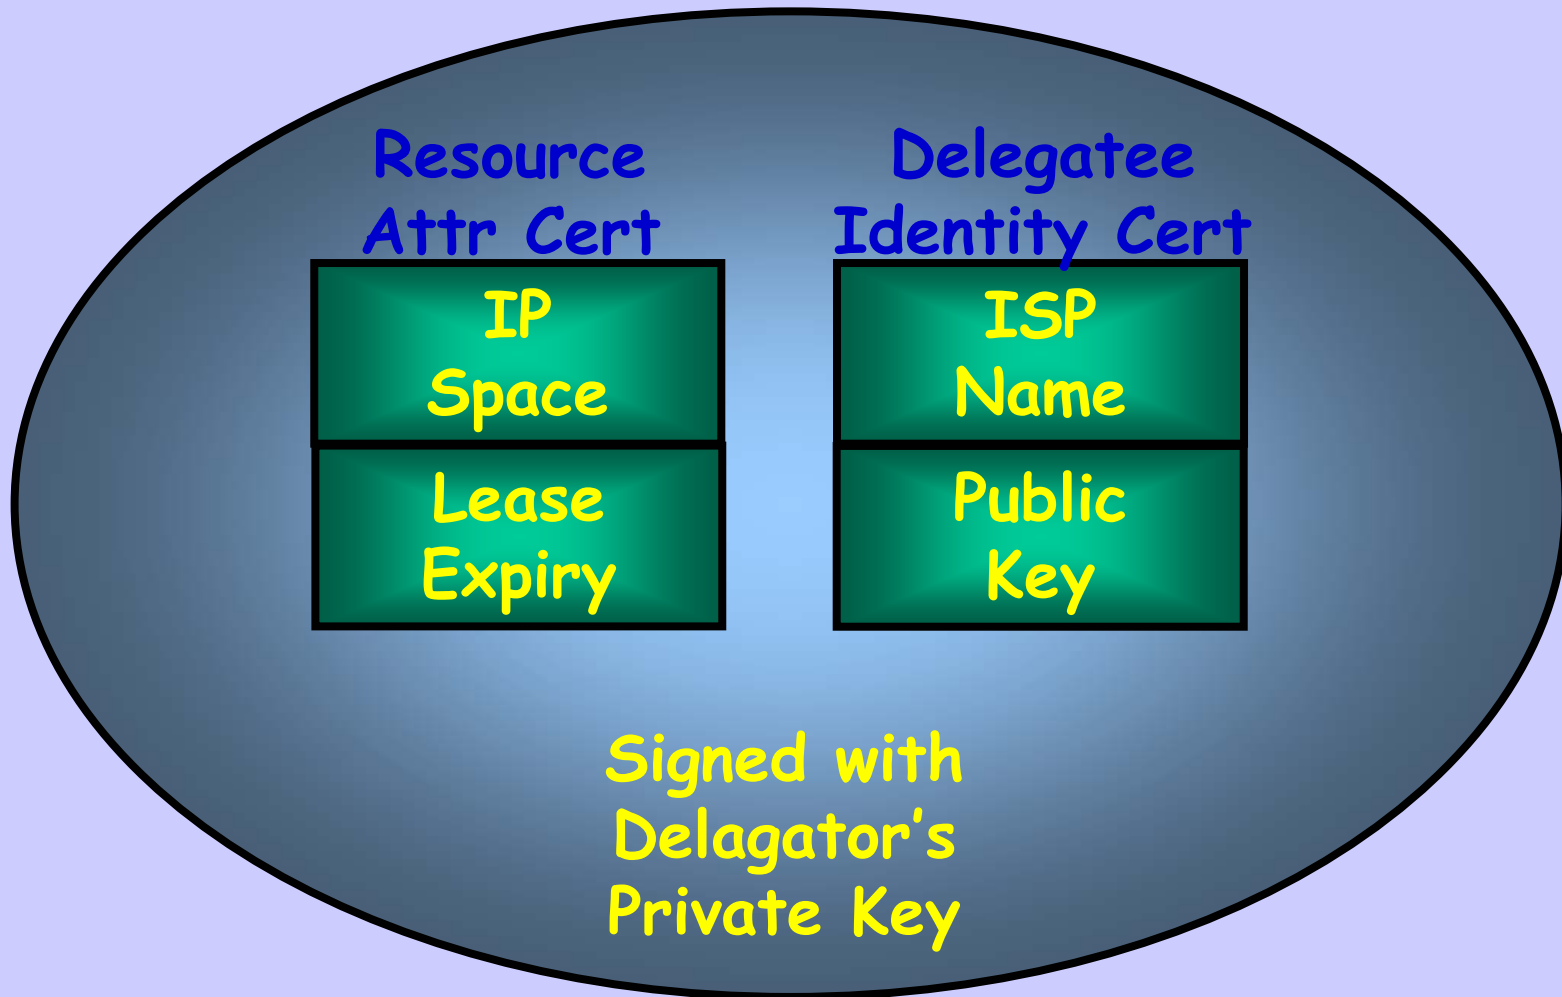 Resource
Attr Cert
IP
Space
Lease
Expiry
Delegatee
Identity Cert
ISP
Name
Public
Key
Signed with
Delagator’s
Private Key